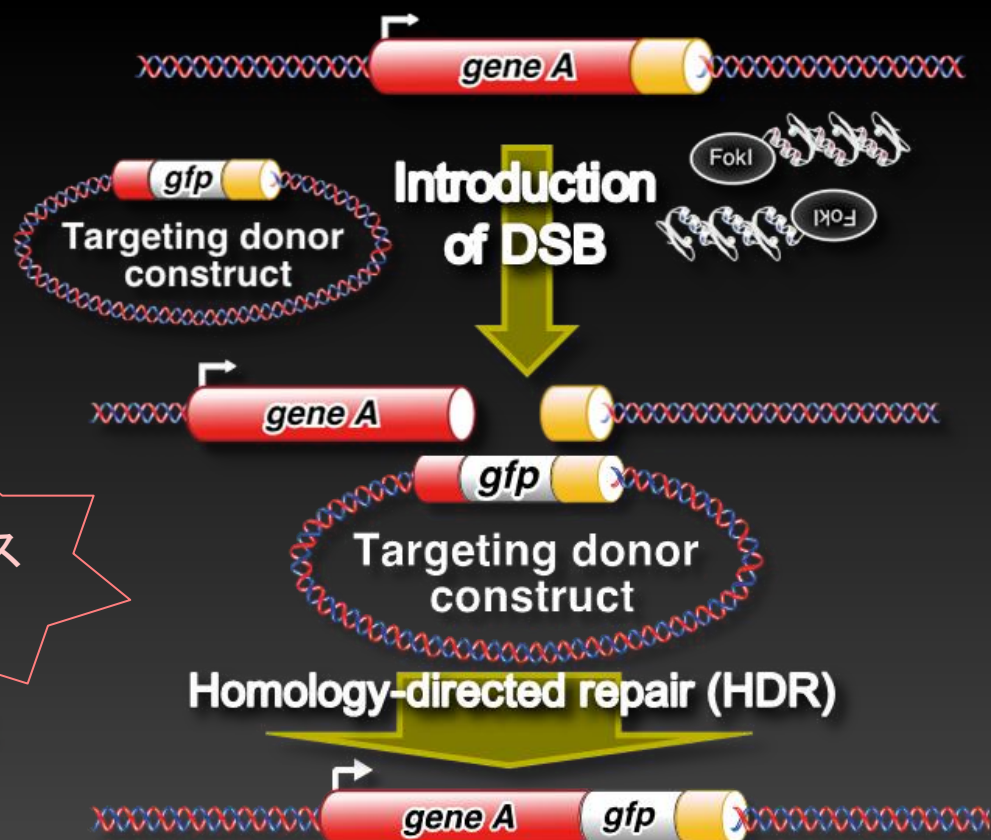 gene A
FokI
gfp
Introduction
of DSB
Targeting donor
construct
FokI
gene A
gfp
ス
Targeting donor
construct
Homology-directed repair (HDR)
gene A
gfp